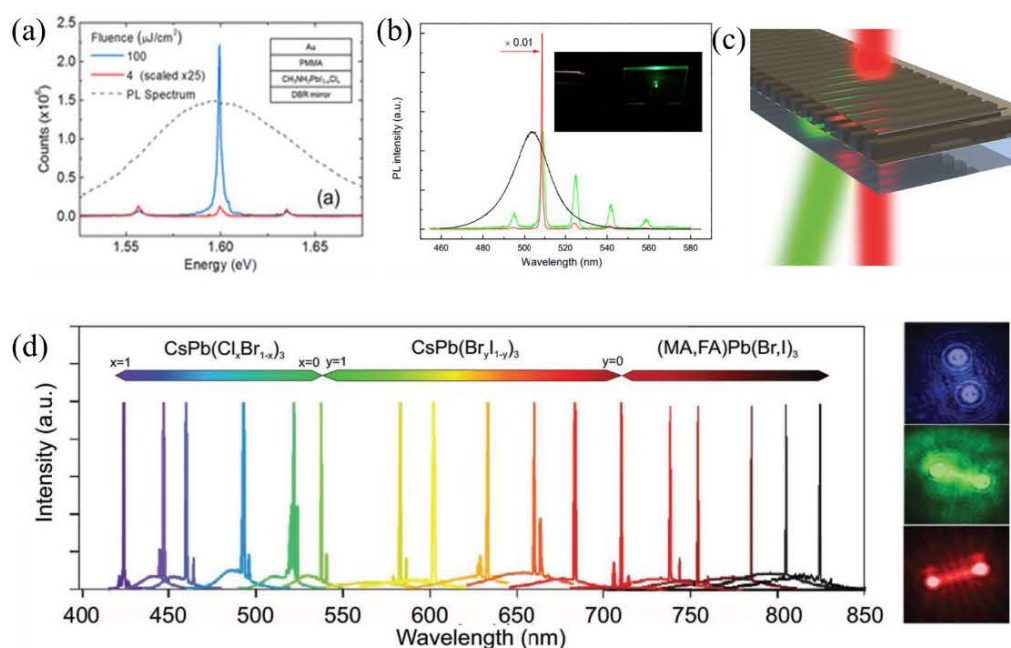 (a)
2.5
2.0
1.5
1.0
0.5
0.0
Counts (x10⁶)
Fluence (μJ/cm²)
100
4 (scaled x25)
PL Spectrum
Au
PMMA
CH₃NH₃PbI₃₋ₓClₓ
DBR mirror
(a)
1.55 1.60 1.65
Energy (eV)
(b)
× 0.01
PL intensity (a.u.)
460 480 500 520 540 560 580
Wavelength (nm)
(c)
(d)
CsPb(ClₓBr₁₋ₓ)₃ CsPb(BrᵧI₁₋ᵧ)₃ (MA,FA)Pb(Br,I)₃
x=1 x=0 y=1 y=0
Intensity (a.u.)
400 450 500 550 600 650 700 750 800 850
Wavelength (nm)